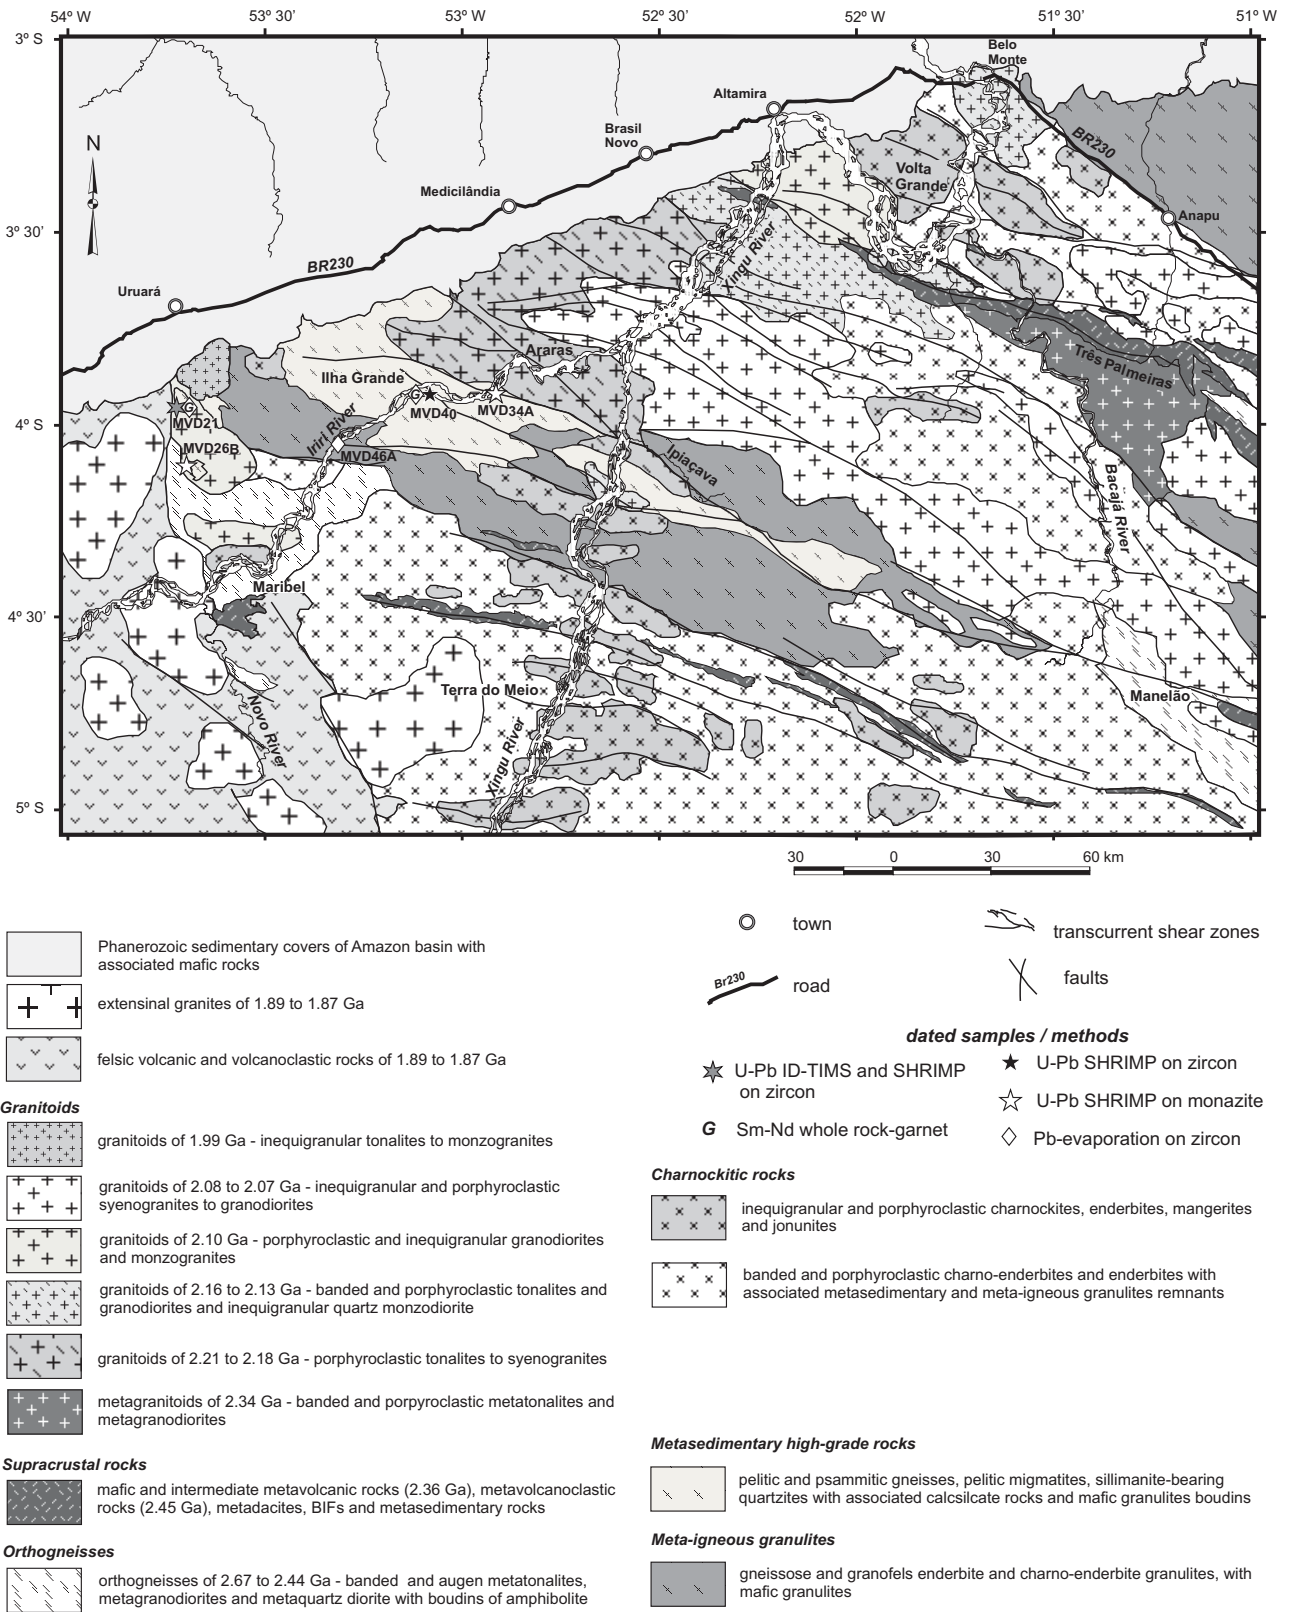 54º W
53º 30'
53º W
52º 30'
52º W
51º 30'
51º W
3º S
3º 30'
4º S
4º 30'
5º S
N
Belo
Monte
Altamira
Brasil
Novo
BR230
Volta
Grande
Medicilândia
Anapu
Xingu River
BR230
Uruará
Araras
Três Palmeiras
Ilha Grande
G
MVD40
MVD34A
G
MVD21
Iriri River
MVD26B
MVD46A
Ipiaçava
Bacajá River
Maribel
Terra do Meio
Manelão
Novo River
Xingu River
30 0 30 60 km
Phanerozoic sedimentary covers of Amazon basin with
associated mafic rocks
extensinal granites of 1.89 to 1.87 Ga
felsic volcanic and volcanoclastic rocks of 1.89 to 1.87 Ga
Granitoids
granitoids of 1.99 Ga - inequigranular tonalites to monzogranites
granitoids of 2.08 to 2.07 Ga - inequigranular and porphyroclastic
syenogranites to granodiorites
granitoids of 2.10 Ga - porphyroclastic and inequigranular granodiorites
and monzogranites
granitoids of 2.16 to 2.13 Ga - banded and porphyroclastic tonalites and
granodiorites and inequigranular quartz monzodiorite
granitoids of 2.21 to 2.18 Ga - porphyroclastic tonalites to syenogranites
metagranitoids of 2.34 Ga - banded and porpyroclastic metatonalites and
metagranodiorites
Supracrustal rocks
mafic and intermediate metavolcanic rocks (2.36 Ga), metavolcanoclastic
rocks (2.45 Ga), metadacites, BIFs and metasedimentary rocks
Orthogneisses
orthogneisses of 2.67 to 2.44 Ga - banded and augen metatonalites,
metagranodiorites and metaquartz diorite with boudins of amphibolite
town
transcurrent shear zones
Br230
road
faults
dated samples / methods
U-Pb ID-TIMS and SHRIMP
on zircon
U-Pb SHRIMP on zircon
U-Pb SHRIMP on monazite
G Sm-Nd whole rock-garnet
Pb-evaporation on zircon
Charnockitic rocks
inequigranular and porphyroclastic charnockites, enderbites, mangerites
and jonunites
banded and porphyroclastic charno-enderbites and enderbites with
associated metasedimentary and meta-igneous granulites remnants
Metasedimentary high-grade rocks
pelitic and psammitic gneisses, pelitic migmatites, sillimanite-bearing
quartzites with associated calcsilcate rocks and mafic granulites boudins
Meta-igneous granulites
gneissose and granofels enderbite and charno-enderbite granulites, with
mafic granulites